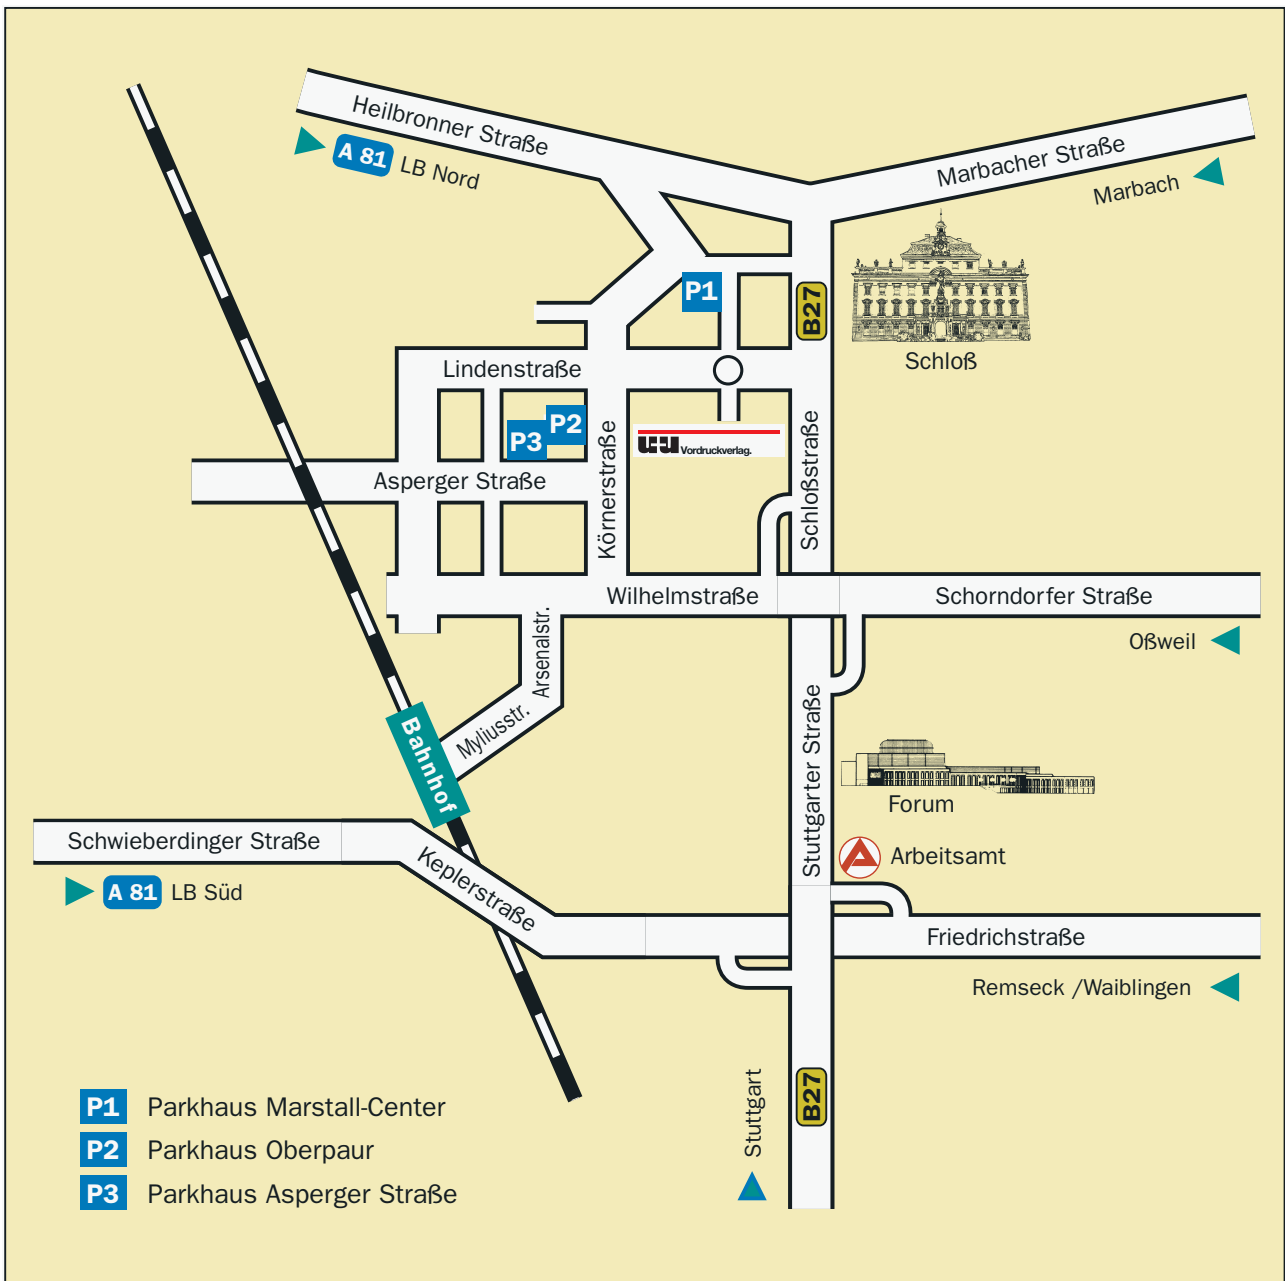 Heilbronner Straße
A 81 LB Nord
Marbacher Straße
Marbach
P1
B27
Schloß
Lindenstraße
P2
P3
Vordruckverlag.
Körnerstraße
Schloßstraße
Asperger Straße
Wilhelmstraße
Schorndorfer Straße
Oßweil
Arsenalstr.
Myliusstr.
Bahnhof
Stuttgarter Straße
Forum
Arbeitsamt
Schwieberdinger Straße
Keplerstraße
A 81 LB Süd
Friedrichstraße
Remseck /Waiblingen
Stuttgart
B27
P1 Parkhaus Marstall-Center
P2 Parkhaus Oberpaur
P3 Parkhaus Asperger Straße